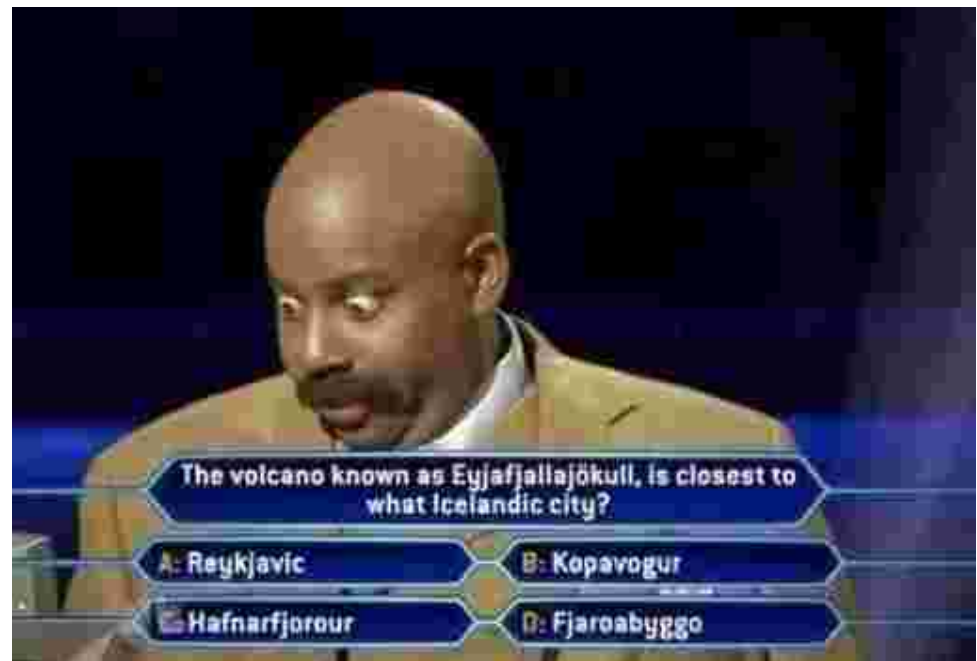 The volcano known as Eyjafjallajökull, is closest to
what Icelandic city?
A: Reykjavic
B: Kopavogur
Hafnarfjorour
D: Fjaroabyggo